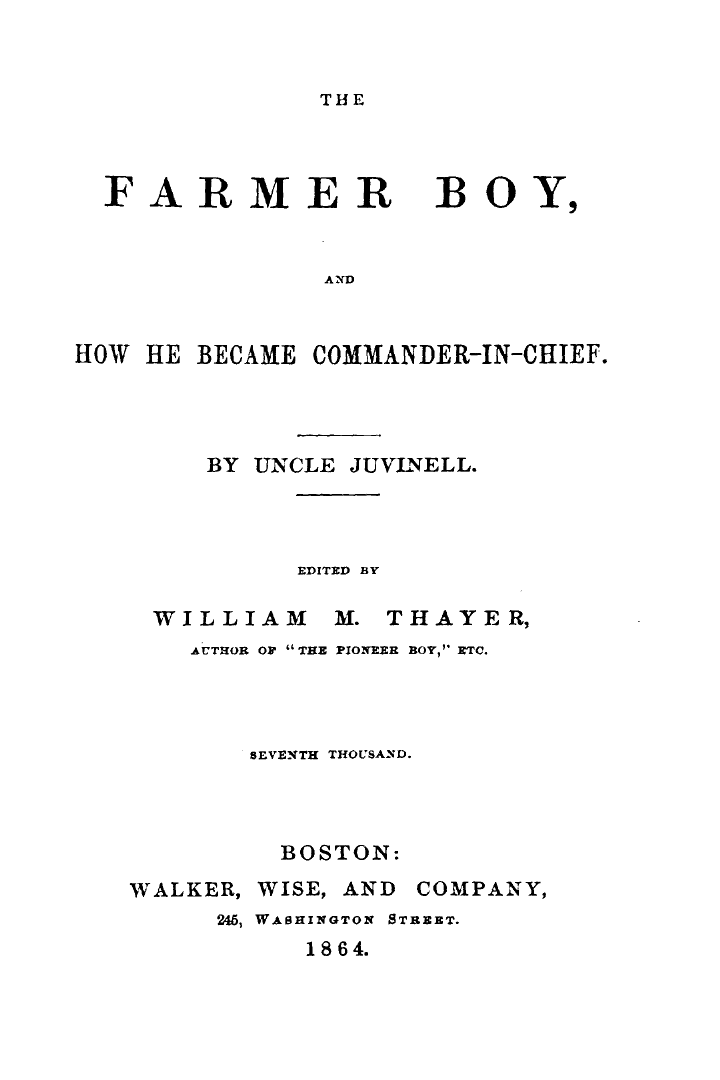 THE
FARMER BOY,
AND
HOW HE BECAME COMMANDER-IN-CHIEF.
BY UNCLE JUVINELL.
EDITED BY
WILLIAM M. THAYER,
AUTHOR OF "THE PIONEER BOY," ETC.
SEVENTH THOUSAND.
BOSTON:
WALKER, WISE, AND COMPANY,
245, WASHINGTON STREET.
1864.